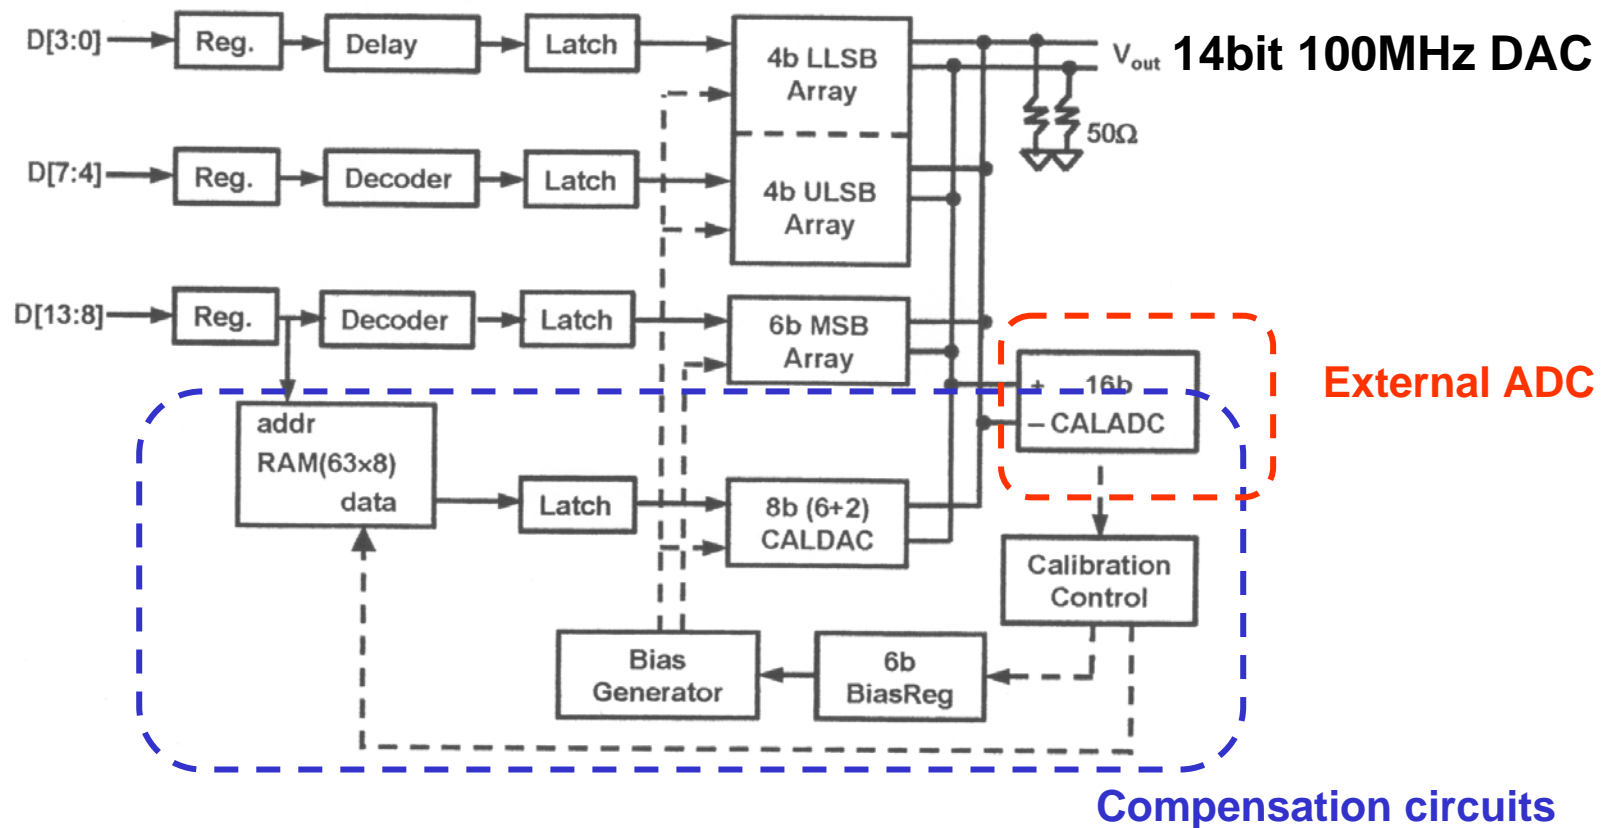 D[3:0]
Reg.
Delay
Latch
4b LLSB
Array
Vout
14bit 100MHz DAC
50Ω
D[7:4]
Reg.
Decoder
Latch
4b ULSB
Array
D[13:8]
Reg.
Decoder
Latch
6b MSB
Array
+ 16b
– CALADC
External ADC
addr
RAM(63×8)
data
Latch
8b (6+2)
CALDAC
Calibration
Control
Bias
Generator
6b
BiasReg
Compensation circuits